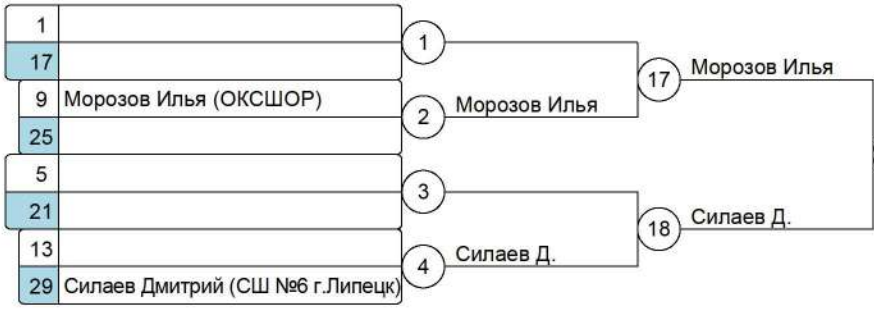 1
17
1
9 Морозов Илья (ОКСШОР)
25
2 Морозов Илья
17 Морозов Илья
5
21
3
13
29 Силаев Дмитрий (СШ №6 г.Липецк)
4 Силаев Д.
18 Силаев Д.